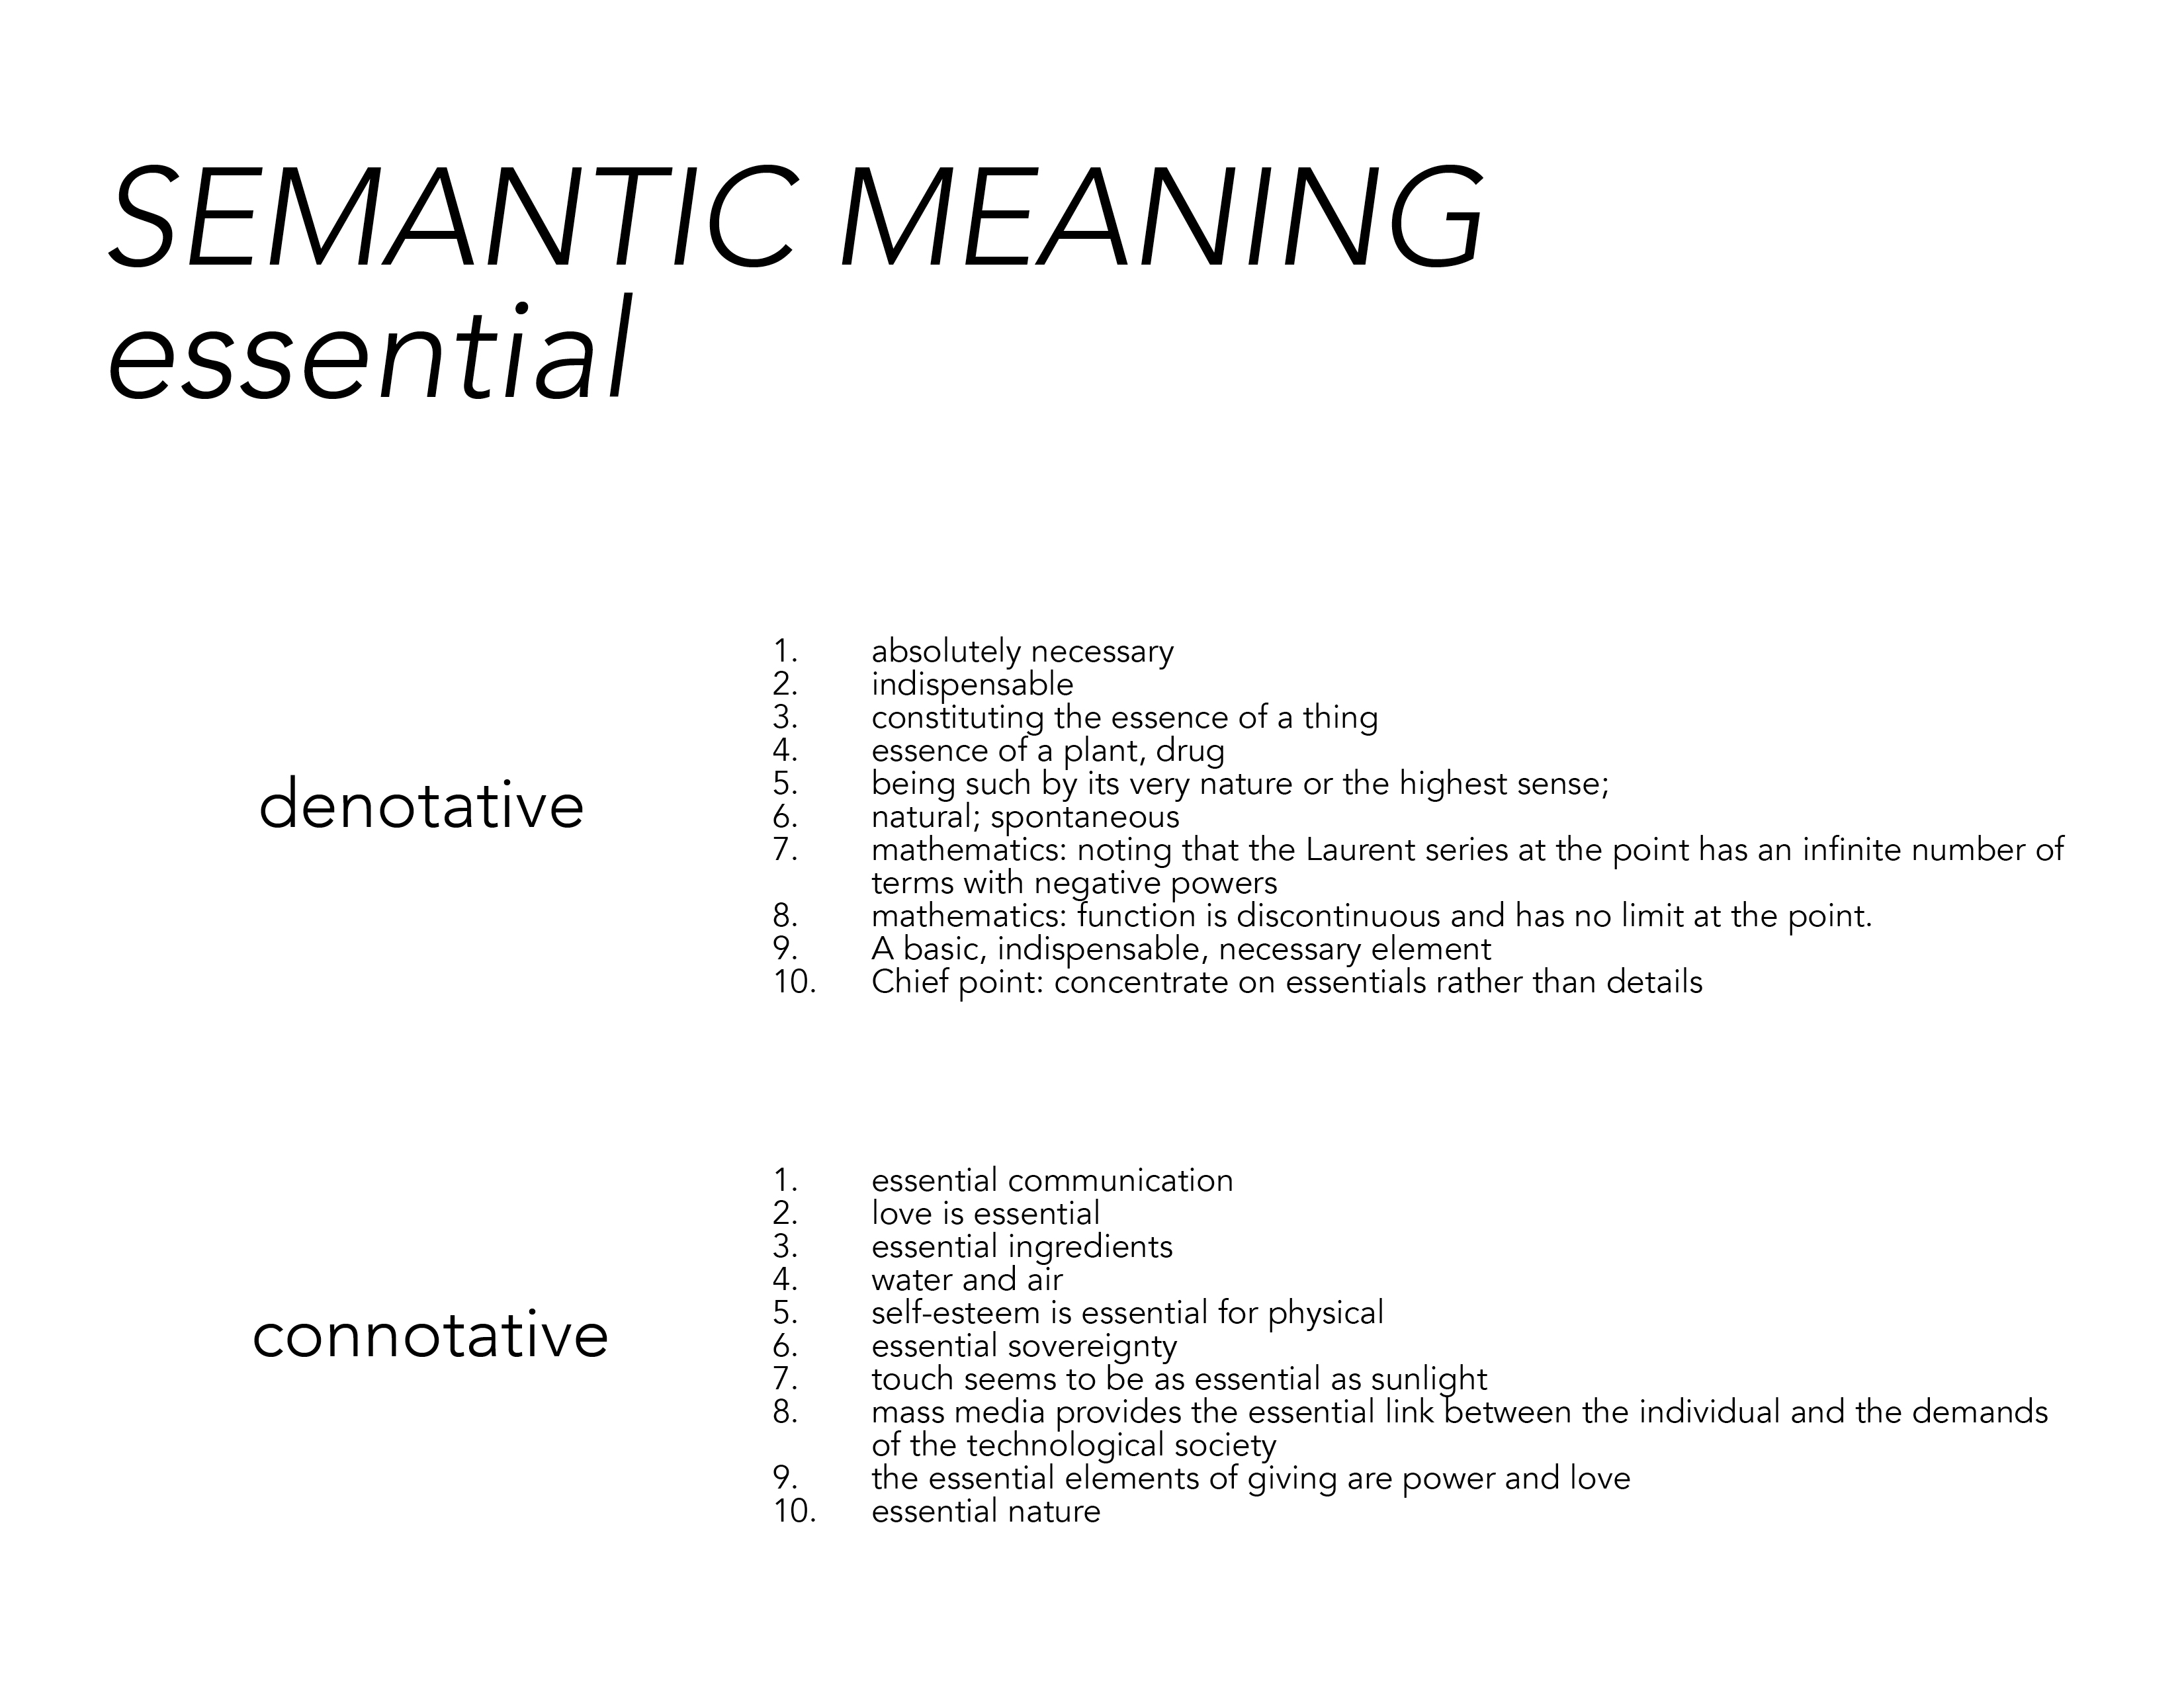 SEMANTIC MEANING
essential
denotative
1. absolutely necessary
2. indispensable
3. constituting the essence of a thing
4. essence of a plant, drug
5. being such by its very nature or the highest sense;
6. natural; spontaneous
7. mathematics: noting that the Laurent series at the point has an infinite number of
terms with negative powers
8. mathematics: function is discontinuous and has no limit at the point.
9. A basic, indispensable, necessary element
10. Chief point: concentrate on essentials rather than details
connotative
1. essential communication
2. love is essential
3. essential ingredients
4. water and air
5. self-esteem is essential for physical
6. essential sovereignty
7. touch seems to be as essential as sunlight
8. mass media provides the essential link between the individual and the demands
of the technological society
9. the essential elements of giving are power and love
10. essential nature